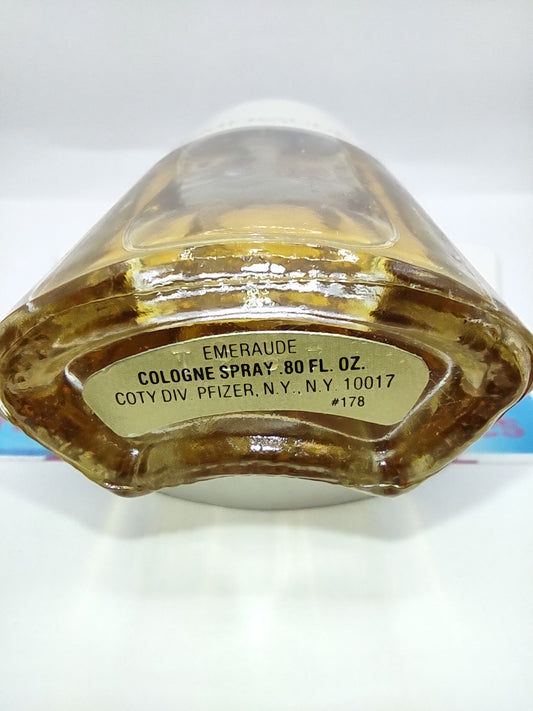 EMERAUDE
COLOGNE SPRAY .80 FL. OZ.
COTY DIV PFIZER, N.Y., N.Y. 10017
#178